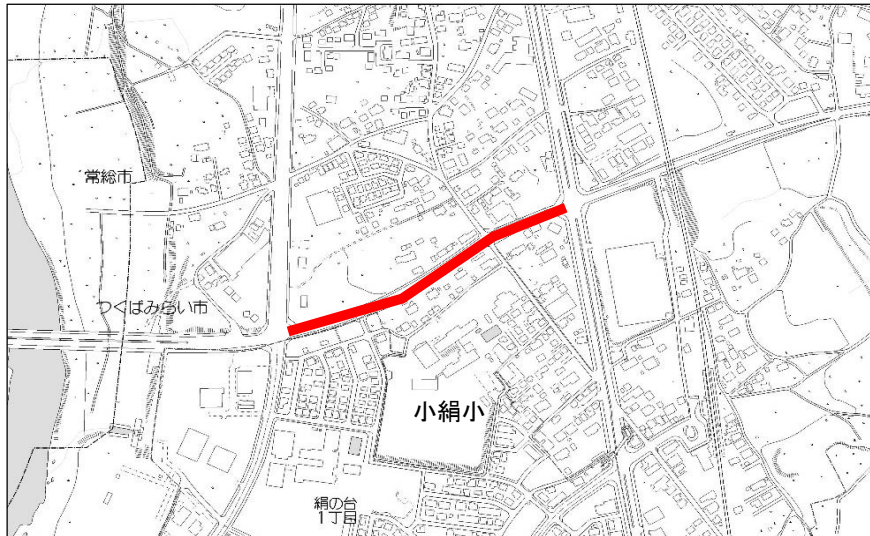 常総市
つくばみらい市
小絹小
絹の台
1丁目